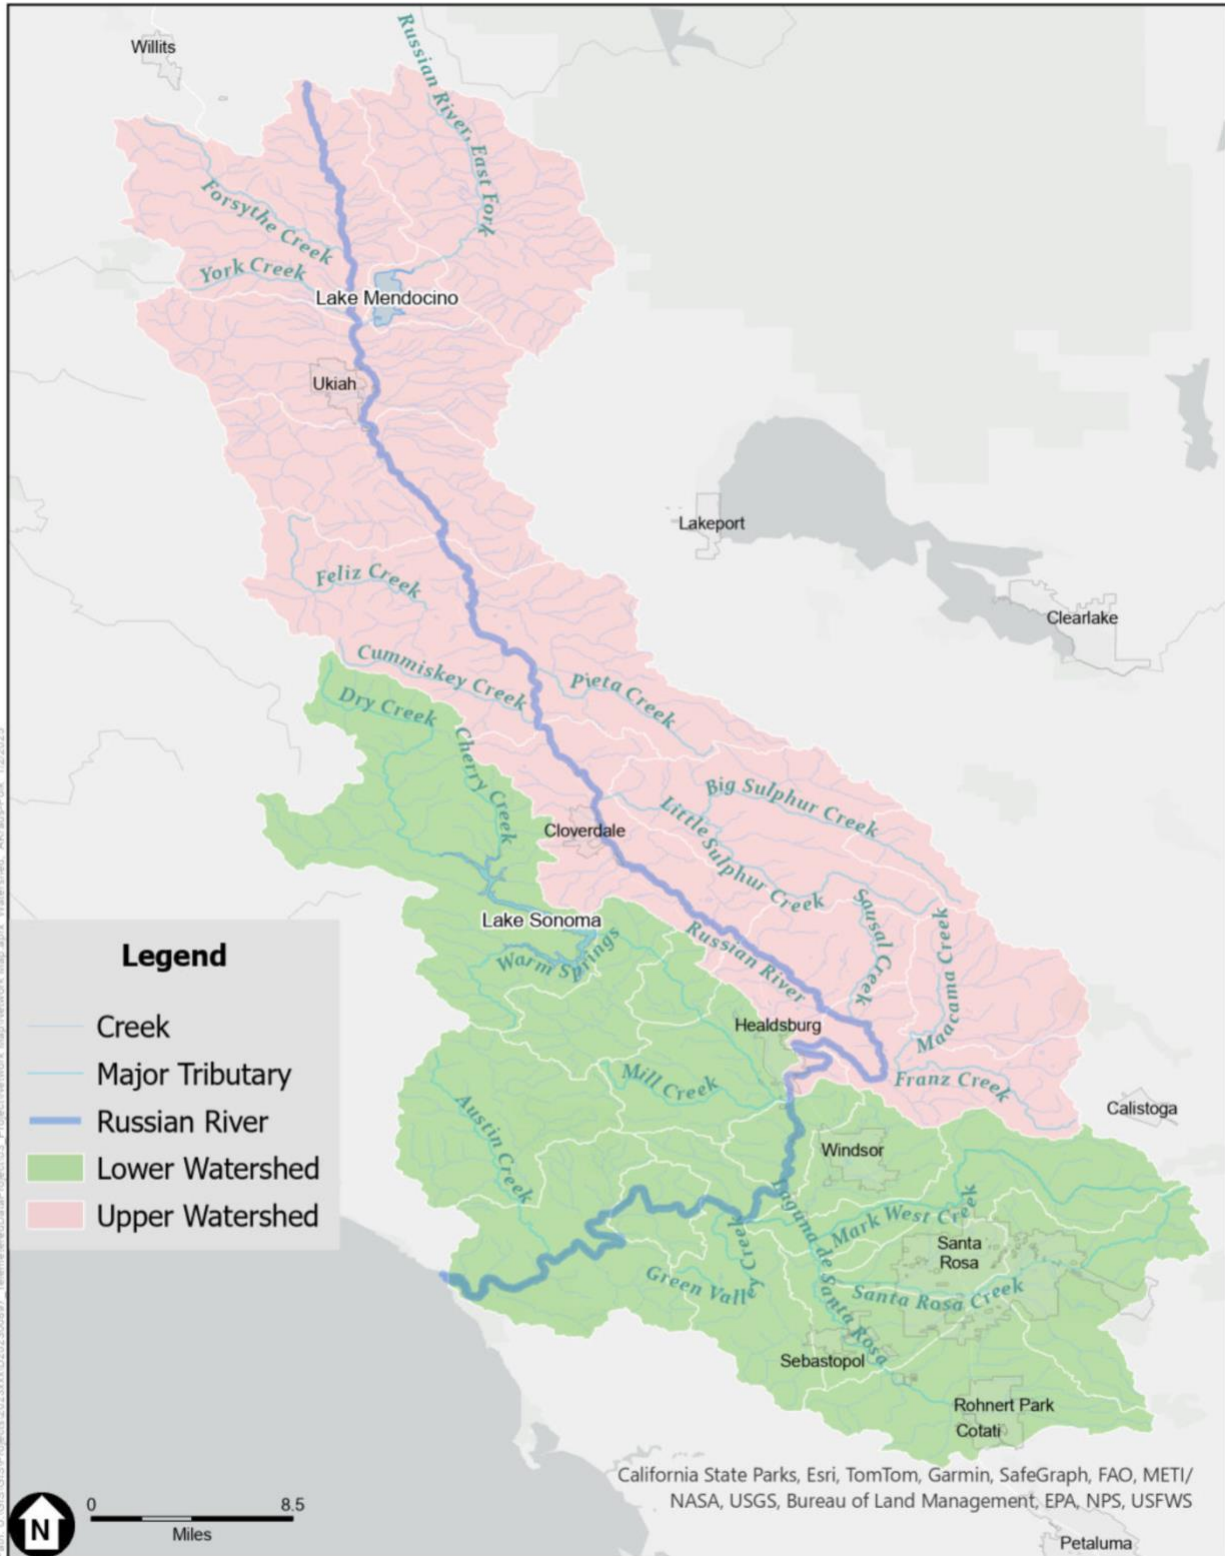 Willits
Russian River, East Fork
Forsythe Creek
York Creek
Lake Mendocino
Ukiah
Lakeport
Feliz Creek
Clearlake
Cummiskey Creek
Pieta Creek
Dry Creek
Cherry Creek
Big Sulphur Creek
Little Sulphur Creek
Cloverdale
Sausal Creek
Lake Sonoma
Maacama Creek
Russian River
Warm Springs
Healdsburg
Mill Creek
Franz Creek
Calistoga
Austin Creek
Windsor
Laguna de Santa Rosa
Mark West Creek
Santa
Rosa
Green Valley Creek
Santa Rosa Creek
Sebastopol
Rohnert Park
Cotati
Petaluma
Legend
Creek
Major Tributary
Russian River
Lower Watershed
Upper Watershed
California State Parks, Esri, TomTom, Garmin, SafeGraph, FAO, METI/
NASA, USGS, Bureau of Land Management, EPA, NPS, USFWS
N
0 8.5
Miles